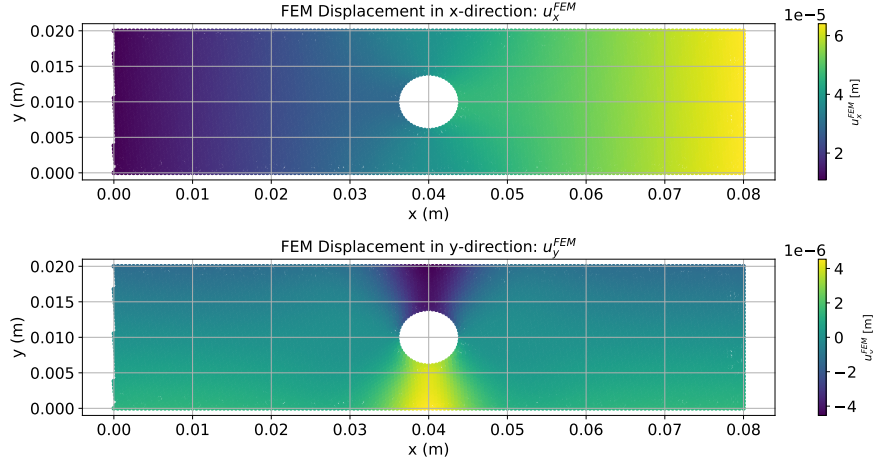 FEM Displacement in x-direction: u_x^{FEM}
1e−5
0.020
0.015
0.010
0.005
0.000
y (m)
0.00 0.01 0.02 0.03 0.04 0.05 0.06 0.07 0.08
x (m)
6
4
2
u_x^{FEM} [m]
FEM Displacement in y-direction: u_y^{FEM}
1e−6
0.020
0.015
0.010
0.005
0.000
y (m)
0.00 0.01 0.02 0.03 0.04 0.05 0.06 0.07 0.08
x (m)
4
2
0
−2
−4
u_y^{FEM} [m]